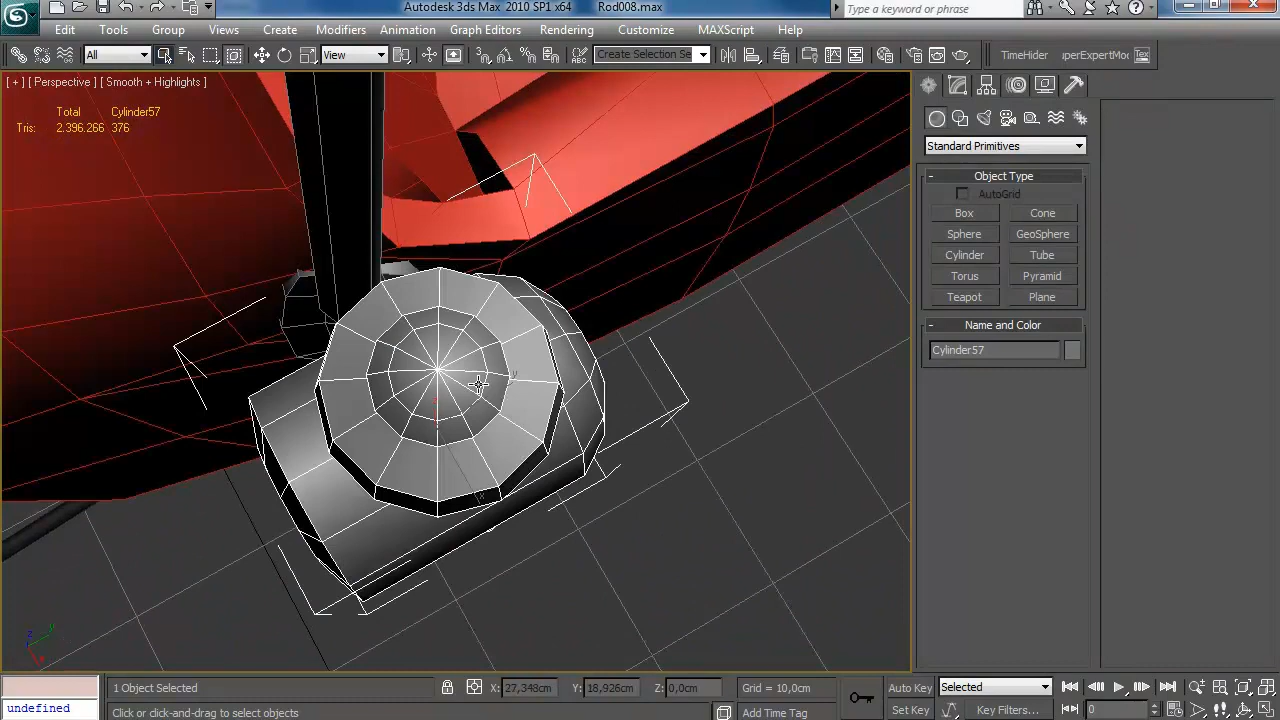 Autodesk 3ds Max 2010 SP1 x64 Rod008.max
Type a keyword or phrase
Edit Tools Group Views Create Modifiers Animation Graph Editors Rendering Customize MAXScript Help
All View Create Selection Se TimeHider perExpertMod Tex
[ + ] [ Perspective ] [ Smooth + Highlights ]
Total Cylinder57
Tris: 2.396.266 376
Standard Primitives
- Object Type
AutoGrid
Box Cone
Sphere GeoSphere
Cylinder Tube
Torus Pyramid
Teapot Plane
- Name and Color
Cylinder57
z y x
1 Object Selected X: 27,348cm Y: 18,926cm Z: 0,0cm Grid = 10,0cm Auto Key Selected
undefined Click or click-and-drag to select objects Add Time Tag Set Key Key Filters... 0